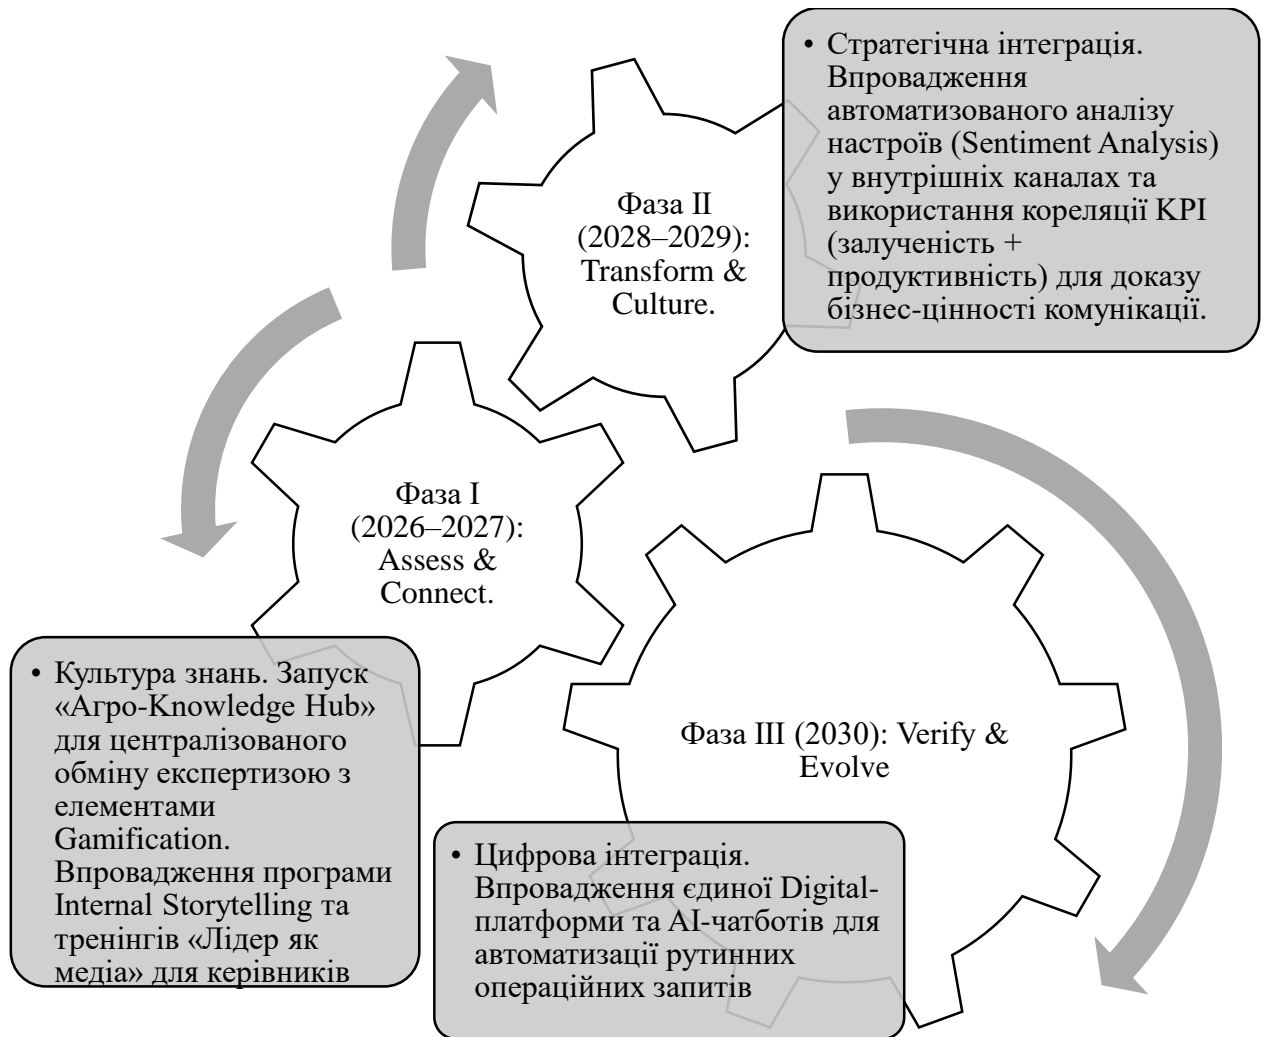 • Стратегічна інтеграція.
Впровадження
автоматизованого аналізу
настроїв (Sentiment Analysis)
у внутрішніх каналах та
використання кореляції KPI
(залученість +
продуктивність) для доказу
бізнес-цінності комунікації.
Фаза II
(2028–2029):
Transform &
Culture.
Фаза I
(2026–2027):
Assess &
Connect.
• Культура знань. Запуск
«Агро-Knowledge Hub»
для централізованого
обміну експертизою з
елементами
Gamification.
Впровадження програми
Internal Storytelling та
тренінгів «Лідер як
медіа» для керівників
Фаза III (2030): Verify &
Evolve
• Цифрова інтеграція.
Впровадження єдиної Digital-
платформи та AI-чатботів для
автоматизації рутинних
операційних запитів